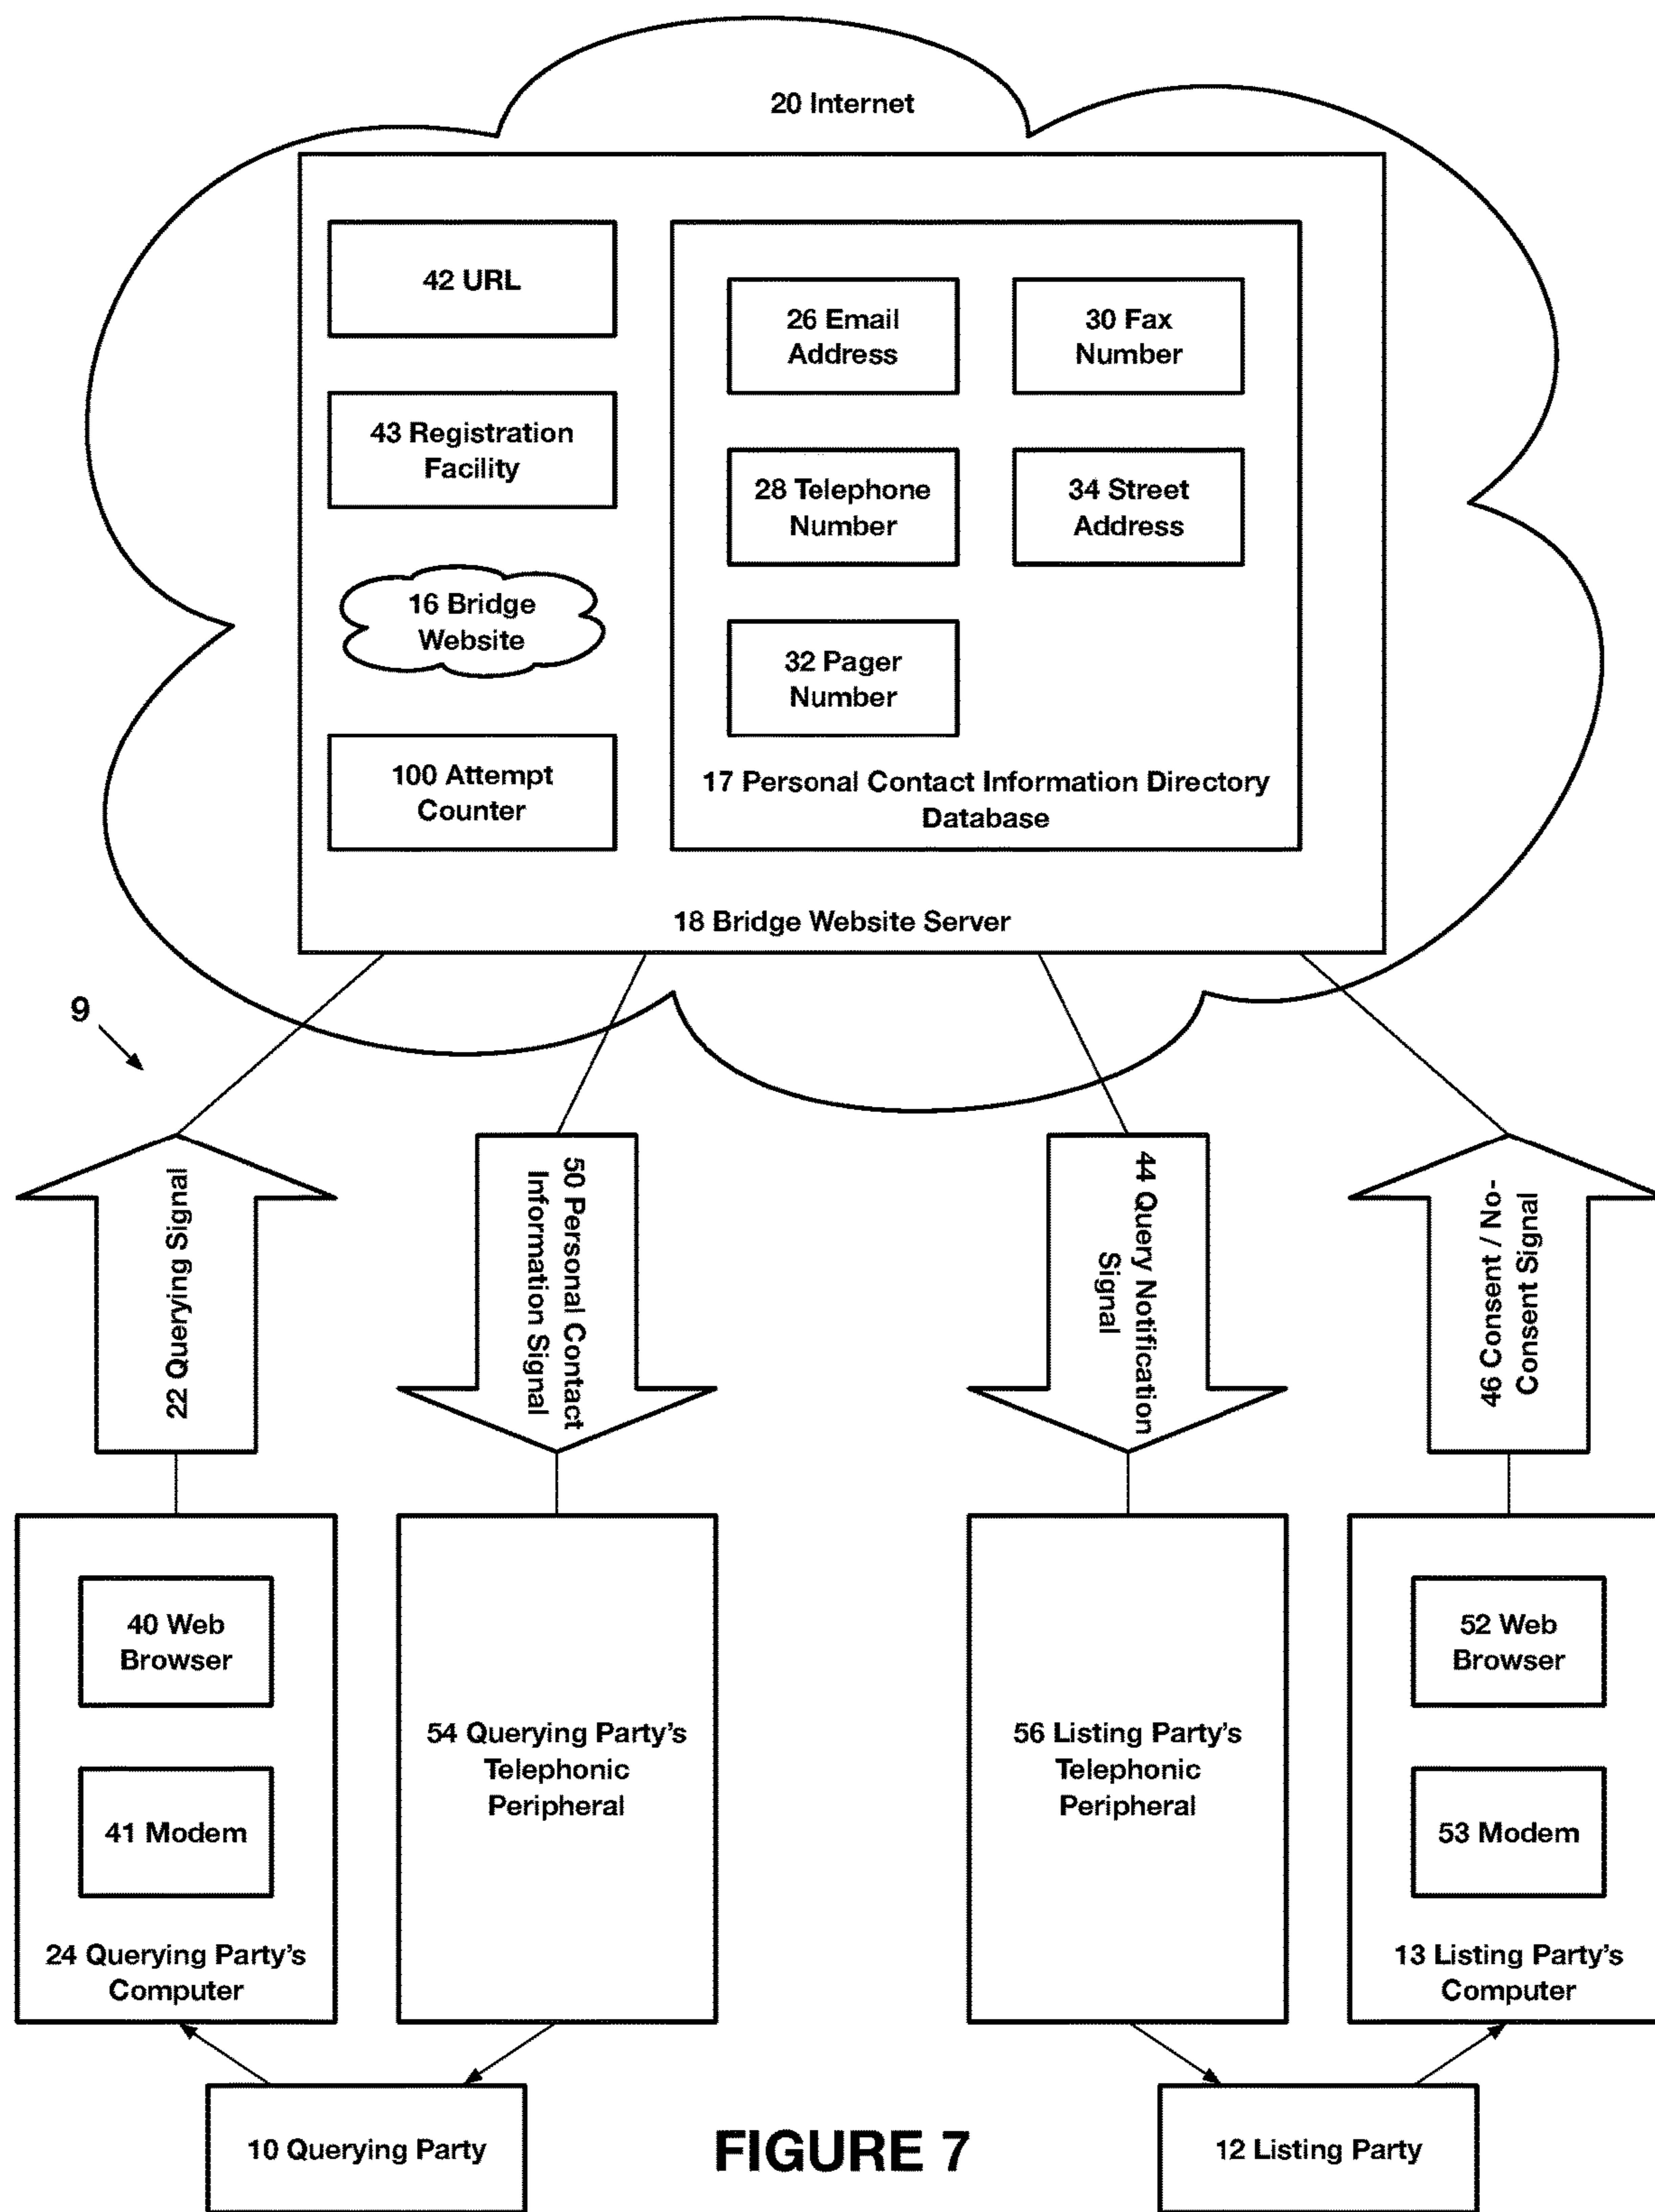 20 Internet
42 URL
26 Email
Address
30 Fax
Number
43 Registration
Facility
28 Telephone
Number
34 Street
Address
16 Bridge
Website
32 Pager
Number
100 Attempt
Counter
17 Personal Contact Information Directory
Database
18 Bridge Website Server
9
22 Querying Signal
50 Personal Contact
Information Signal
44 Query Notification
Signal
46 Consent / No-
Consent Signal
40 Web
Browser
41 Modem
24 Querying Party's
Computer
54 Querying Party's
Telephonic
Peripheral
56 Listing Party's
Telephonic
Peripheral
52 Web
Browser
53 Modem
13 Listing Party's
Computer
10 Querying Party
FIGURE 7
12 Listing Party